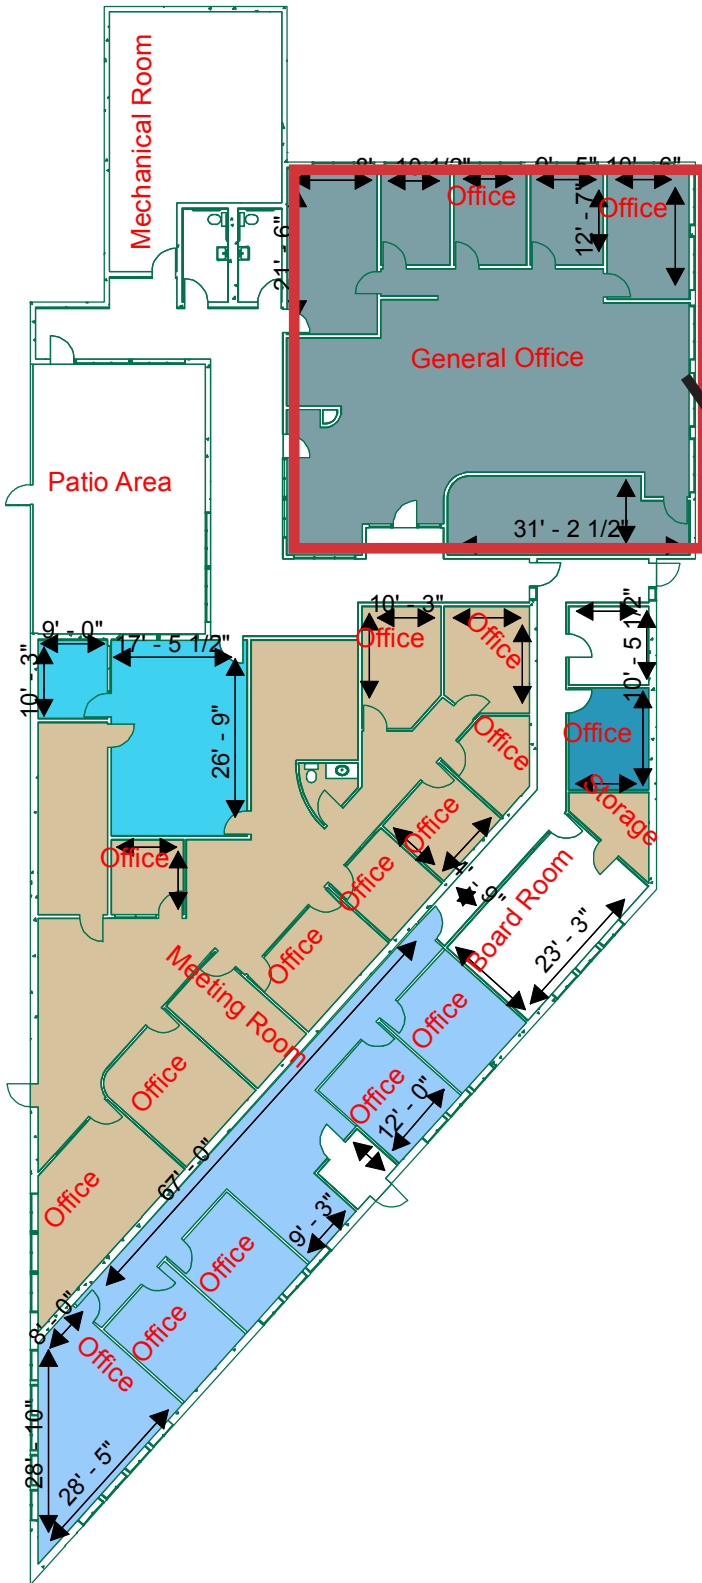 Mechanical Room
10' - 6"
Office
Office
12' - 7"
21' - 6"
General Office
Patio Area
31' - 2 1/2"
9' - 0"
17' - 5 1/2"
10' - 3"
Office
Office
10' - 5 1/2"
10' - 3"
26' - 9"
Office
Office
Storage
Office
Office
Office
Board Room
23' - 3"
Office
Meeting Room
Office
Office
Office
12' - 0"
67' - 0"
Office
9' - 3"
Office
Office
8' - 0"
Office
28' - 10"
28' - 5"